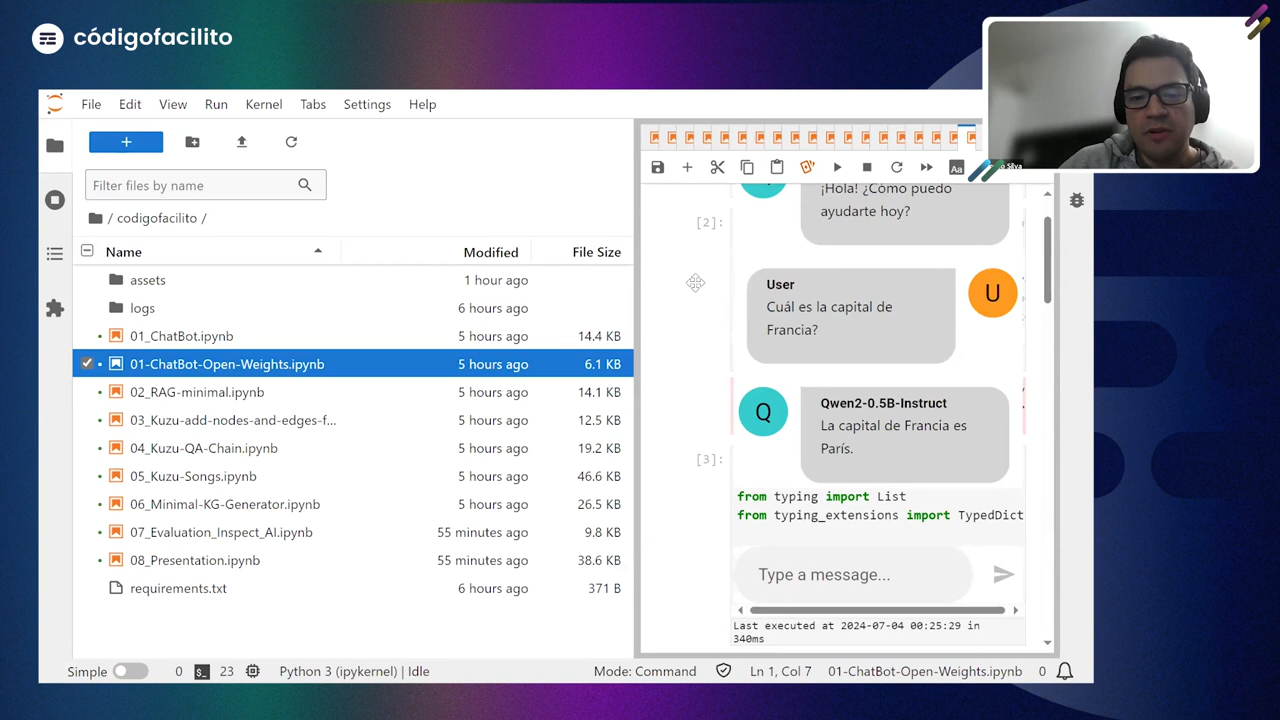 códigofacilito
File Edit View Run Kernel Tabs Settings Help
Filter files by name
/ codigofacilito /
Name Modified File Size
assets 1 hour ago
logs 6 hours ago
01_ChatBot.ipynb 5 hours ago 14.4 KB
01-ChatBot-Open-Weights.ipynb 5 hours ago 6.1 KB
02_RAG-minimal.ipynb 5 hours ago 14.1 KB
03_Kuzu-add-nodes-and-edges-f... 5 hours ago 12.5 KB
04_Kuzu-QA-Chain.ipynb 5 hours ago 19.2 KB
05_Kuzu-Songs.ipynb 5 hours ago 46.6 KB
06_Minimal-KG-Generator.ipynb 5 hours ago 26.5 KB
07_Evaluation_Inspect_AI.ipynb 55 minutes ago 9.8 KB
08_Presentation.ipynb 55 minutes ago 38.6 KB
requirements.txt 6 hours ago 371 B
Aa
Silva
¡Hola! ¿Cómo puedo
ayudarte hoy?
[2]:
User
Cuál es la capital de
Francia?
U
Q
Qwen2-0.5B-Instruct
La capital de Francia es
París.
[3]:
from typing import List
from typing_extensions import TypedDict
Type a message...
Last executed at 2024-07-04 00:25:29 in
340ms
Simple 0 23 Python 3 (ipykernel) | Idle Mode: Command Ln 1, Col 7 01-ChatBot-Open-Weights.ipynb 0